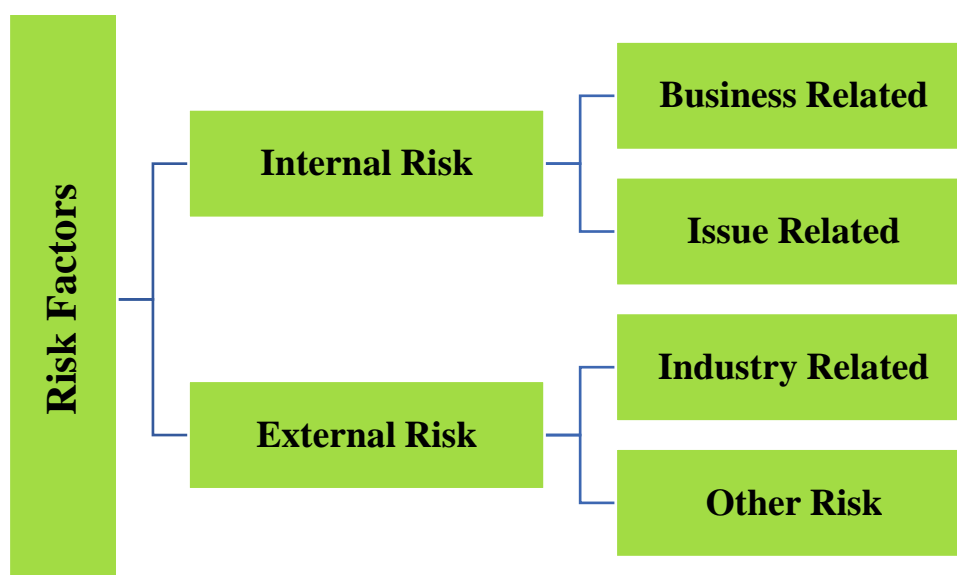 Risk Factors
Internal Risk
Business Related
Issue Related
External Risk
Industry Related
Other Risk